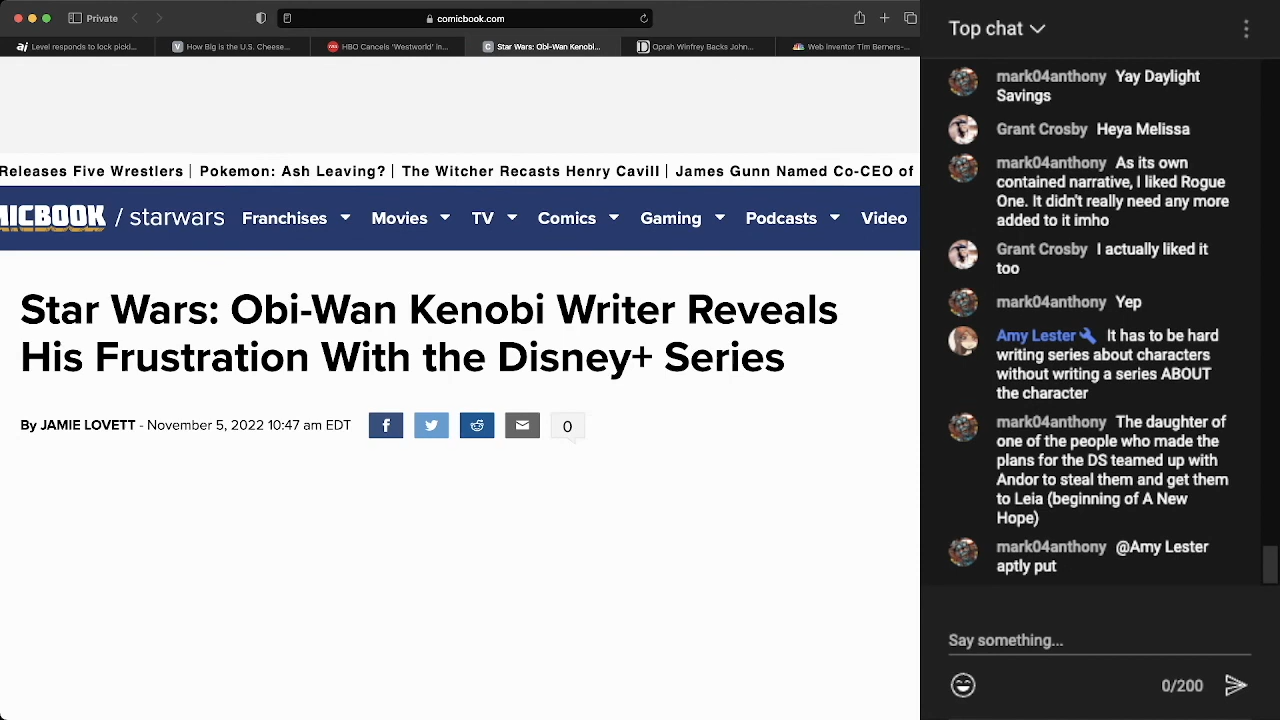 Private
comicbook.com
Level responds to lock picki...
How Big is the U.S. Cheese...
HBO Cancels 'Westworld' in...
Star Wars: Obi-Wan Kenobi...
Oprah Winfrey Backs John...
Web Inventor Tim Berners-...
Releases Five Wrestlers | Pokemon: Ash Leaving? | The Witcher Recasts Henry Cavill | James Gunn Named Co-CEO of
MICBOOK / starwars Franchises Movies TV Comics Gaming Podcasts Video
Star Wars: Obi-Wan Kenobi Writer Reveals
His Frustration With the Disney+ Series
By JAMIE LOVETT - November 5, 2022 10:47 am EDT
0
Top chat
mark04anthony Yay Daylight
Savings
Grant Crosby Heya Melissa
mark04anthony As its own
contained narrative, I liked Rogue
One. It didn't really need any more
added to it imho
Grant Crosby I actually liked it
too
mark04anthony Yep
Amy Lester It has to be hard
writing series about characters
without writing a series ABOUT
the character
mark04anthony The daughter of
one of the people who made the
plans for the DS teamed up with
Andor to steal them and get them
to Leia (beginning of A New
Hope)
mark04anthony @Amy Lester
aptly put
Say something...
0/200